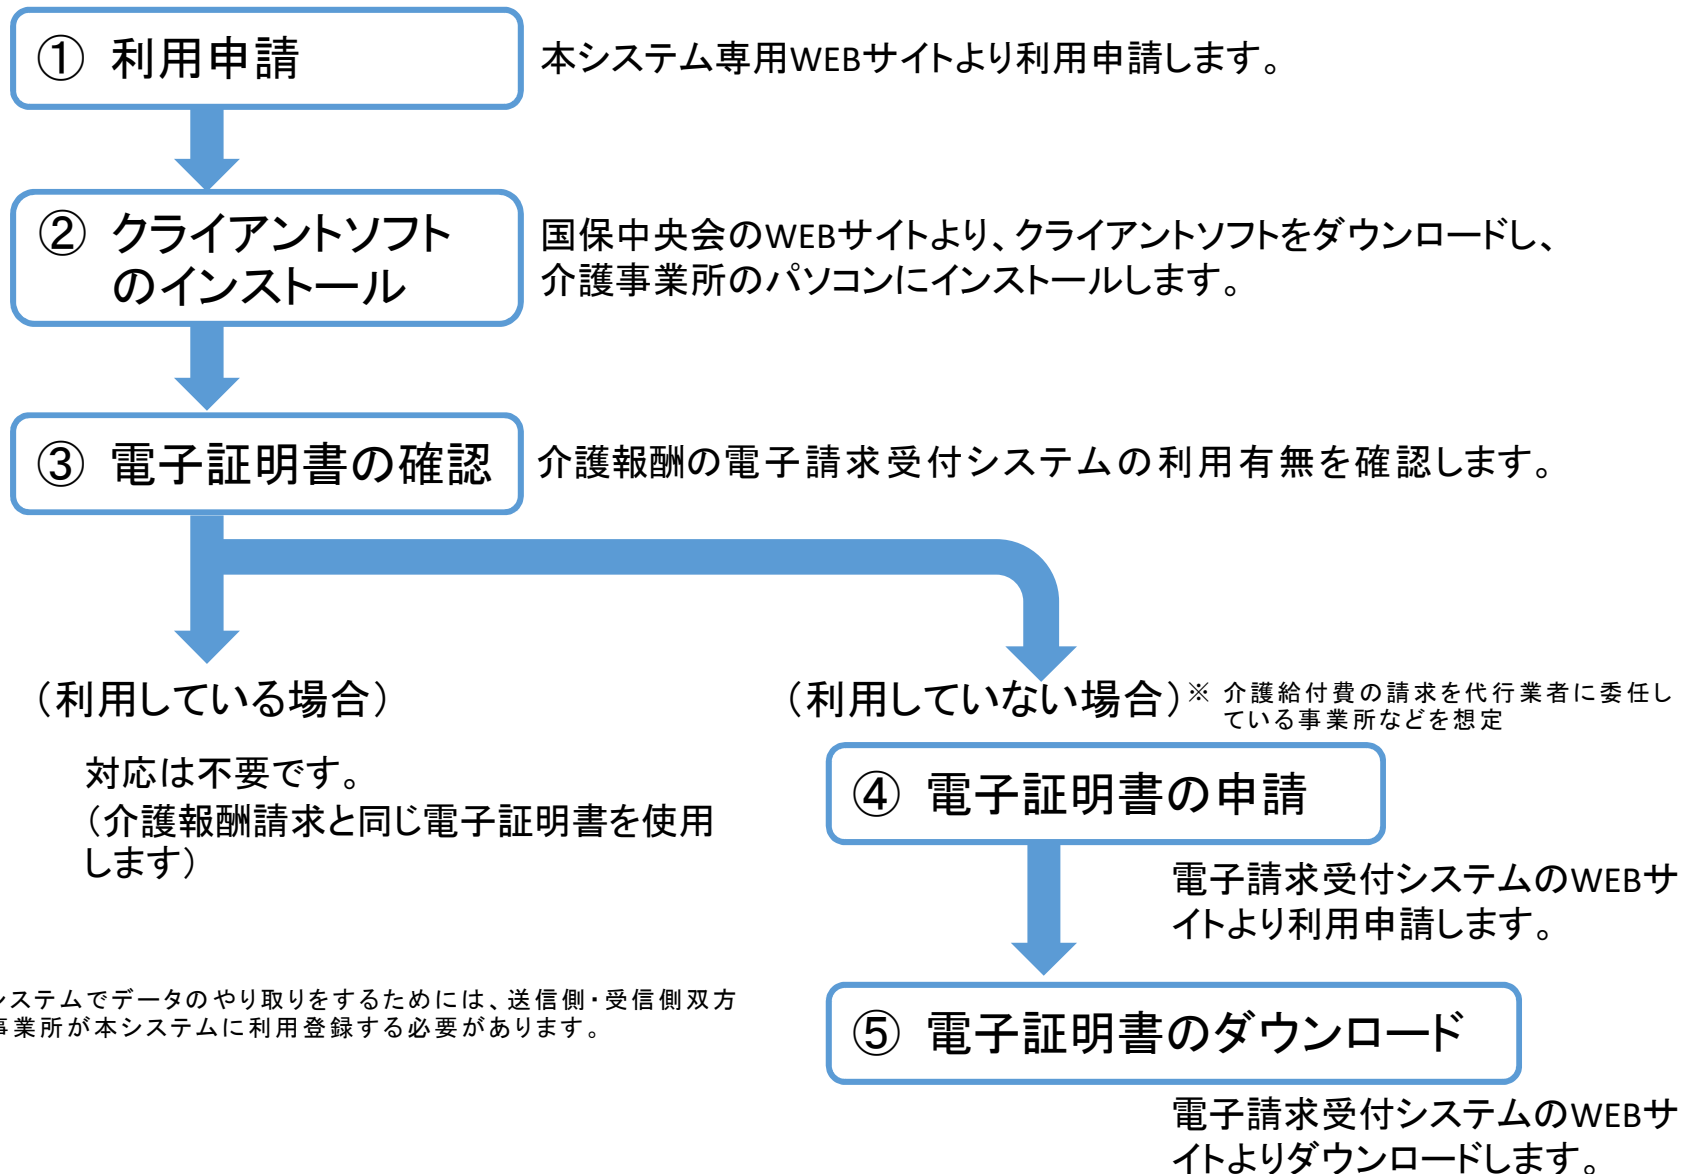 ① 利用申請
本システム専用WEBサイトより利用申請します。
② クライアントソフト
のインストール
国保中央会のWEBサイトより、クライアントソフトをダウンロードし、
介護事業所のパソコンにインストールします。
③ 電子証明書の確認
介護報酬の電子請求受付システムの利用有無を確認します。
（利用している場合）
対応は不要です。
（介護報酬請求と同じ電子証明書を使用
します）
システムでデータのやり取りをするためには、送信側・受信側双方
事業所が本システムに利用登録する必要があります。
（利用していない場合）
※ 介護給付費の請求を代行業者に委任し
ている事業所などを想定
④ 電子証明書の申請
電子請求受付システムのWEBサ
イトより利用申請します。
⑤ 電子証明書のダウンロード
電子請求受付システムのWEBサ
イトよりダウンロードします。